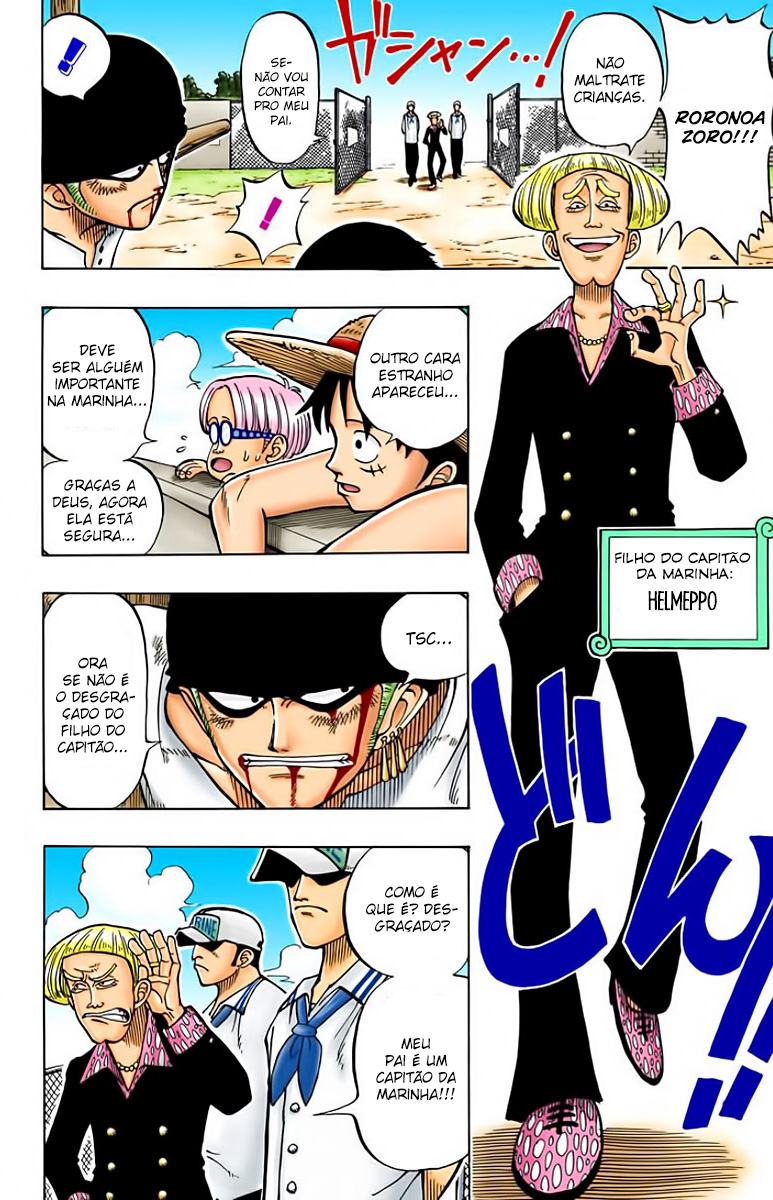 RORONOA
ZORO!!!
NÃO
MALTRATE
CRIANÇAS.
ガシャン…!
SE-
NÃO VOU
CONTAR
PRO MEU
PAI.
!
!
FILHO DO CAPITÃO
DA MARINHA:
HELMEPPO
ドン!!
OUTRO CARA
ESTRANHO
APARECEU...
DEVE
SER ALGUÉM
IMPORTANTE
NA MARINHA...
GRAÇAS A
DEUS, AGORA
ELA ESTÁ
SEGURA...
TSC...
ORA
SE NÃO É
O DESGRA-
ÇADO DO
FILHO DO
CAPITÃO...
COMO É
QUE É? DES-
GRAÇADO?
RINE
MEU
PAI É UM
CAPITÃO DA
MARINHA!!!